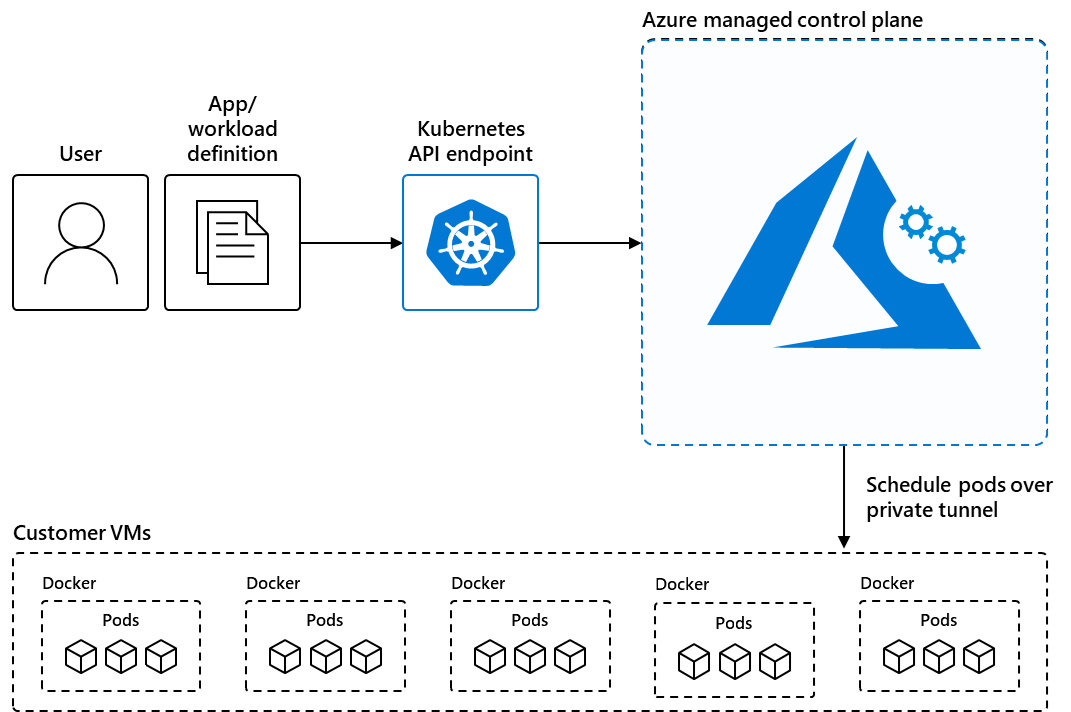 Azure managed control plane
App/
workload
definition
User
Kubernetes
API endpoint
Schedule pods over
private tunnel
Customer VMs
Docker
Docker
Docker
Docker
Docker
Pods
Pods
Pods
Pods
Pods